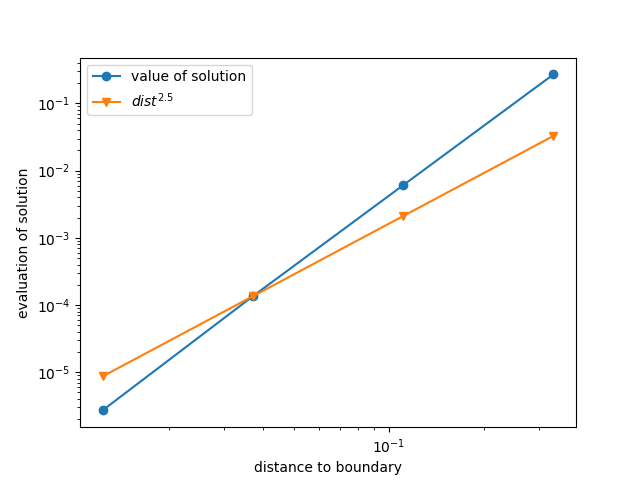 value of solution
dist^2.5
evaluation of solution
10^-1
10^-2
10^-3
10^-4
10^-5
10^-1
distance to boundary